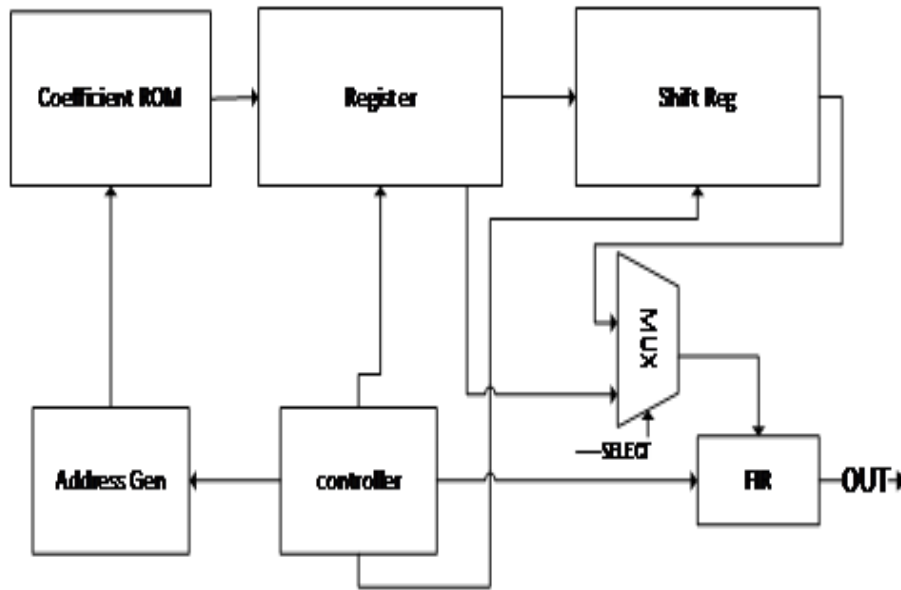 Coefficient ROM
Register
Shift Reg
MUX
SELECT
Address Gen
controller
FIR
OUT